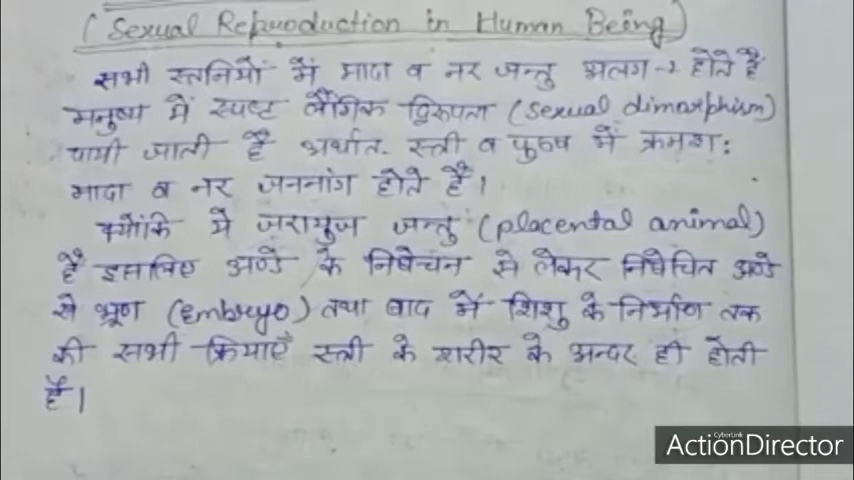 (Sexual Reproduction in Human Being)
सभी स्तनियों में मादा व नर जन्तु अलग-2 होते हैं
मनुष्य में स्पष्ट लैंगिक द्विरूपता (sexual dimorphism)
पायी जाती है अर्थात स्त्री व पुरुष में क्रमशः
मादा व नर जननांग होते है।
क्योंकि ये जरायुज जन्तु (placental animal)
है इसलिए अण्डे के निषेचन से लेकर निषेचित अण्डे
से भ्रूण (Embryo) तथा बाद में शिशु के निर्माण तक
की सभी क्रियाएँ स्त्री के शरीर के अन्दर ही होती
है।
CyberLink
ActionDirector